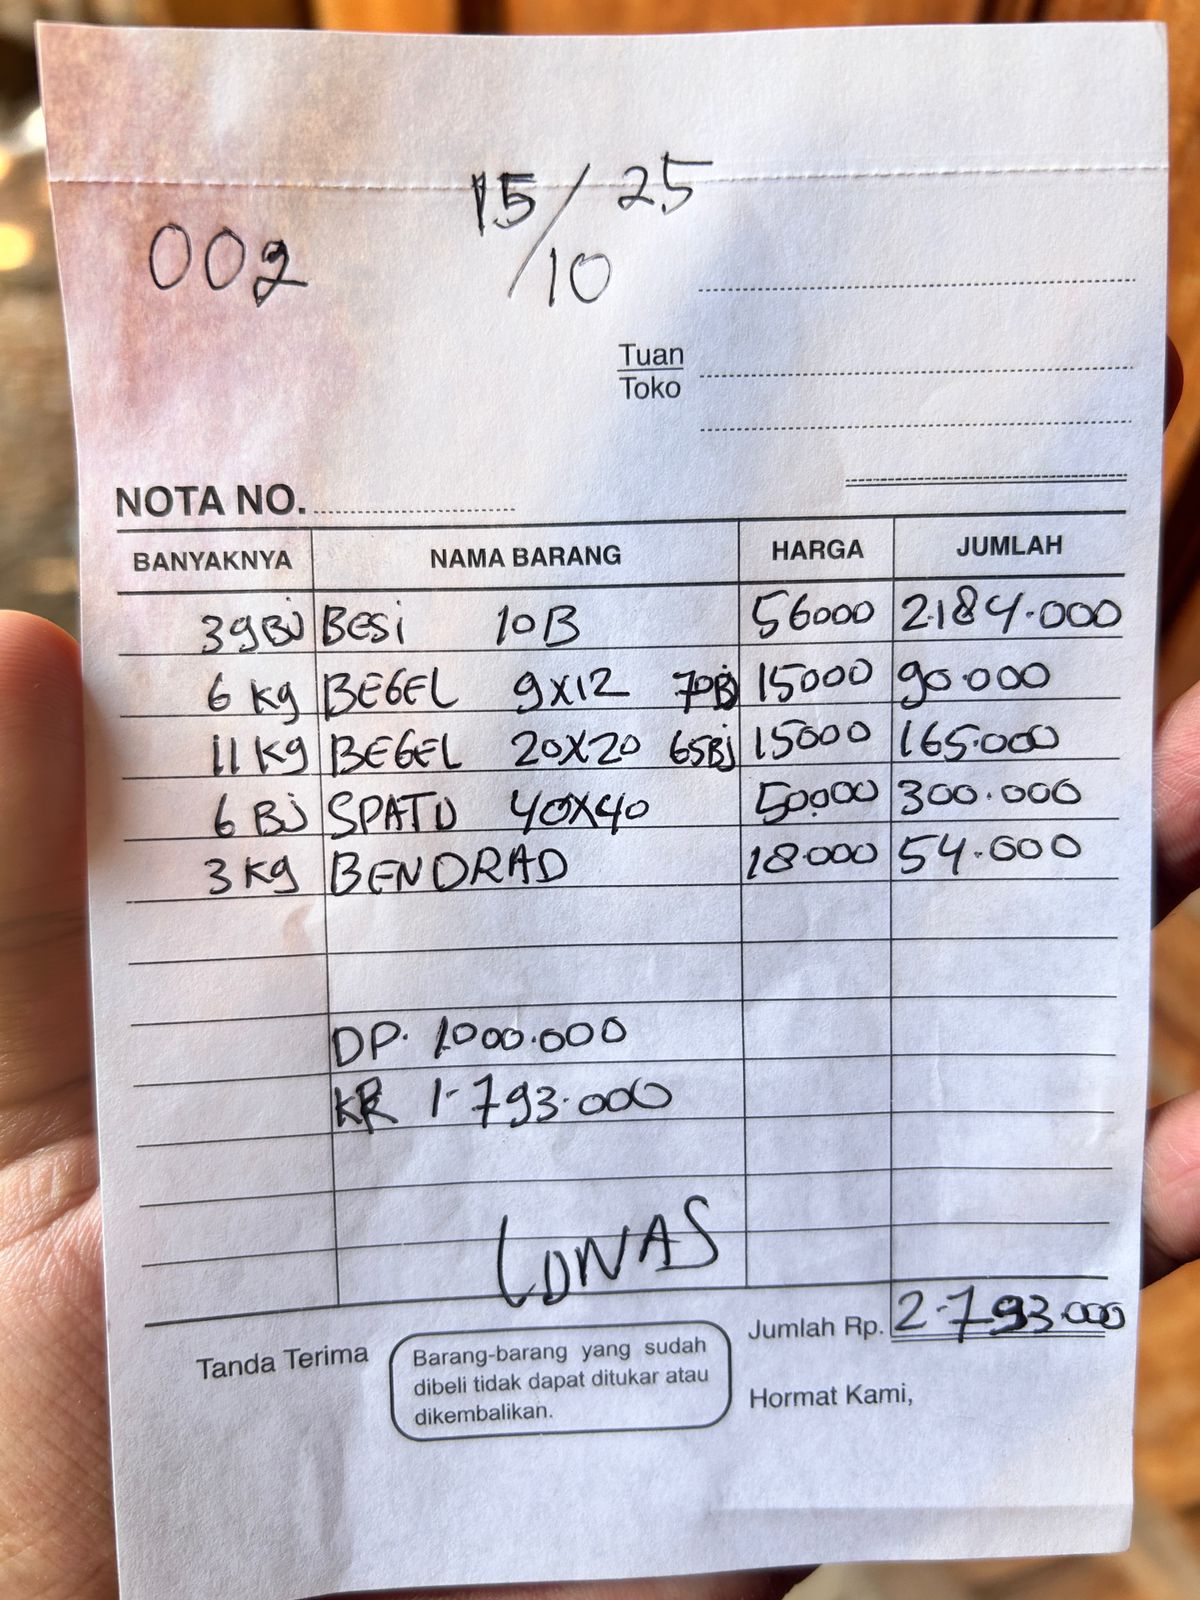 15/10 25
002
Tuan
Toko
NOTA NO.
BANYAKNYA NAMA BARANG HARGA JUMLAH
39 BJ BESi 10B 56000 2.184.000
6 kg BEGEL 9X12 70BJ 15000 90.000
11 kg BEGEL 20X20 65BJ 15000 165.000
6 BJ SPATU 40X40 50.000 300.000
3 kg BENDRAD 18.000 54.000
DP. 1.000.000
KR 1.793.000
LUNAS
Jumlah Rp. 2.793.000
Tanda Terima
Barang-barang yang sudah
dibeli tidak dapat ditukar atau
dikembalikan.
Hormat Kami,